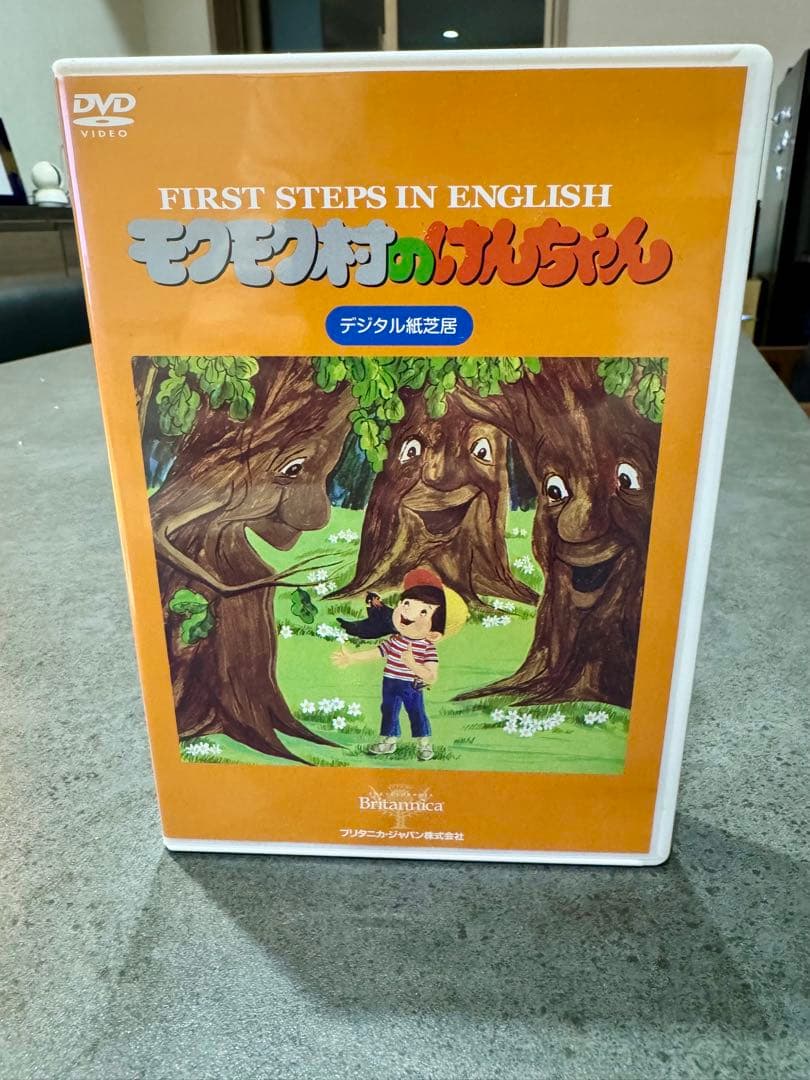 DVD
VIDEO
FIRST STEPS IN ENGLISH
モクモク村のけんちゃん
デジタル紙芝居
Britannica
ブリタニカ・ジャパン株式会社